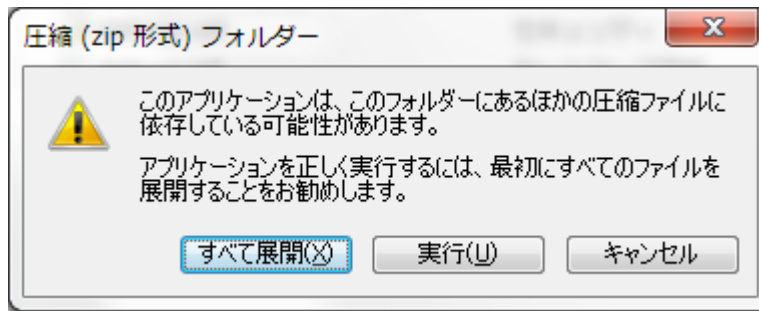 圧縮 (zip 形式) フォルダー
このアプリケーションは、このフォルダーにあるほかの圧縮ファイルに
依存している可能性があります。
アプリケーションを正しく実行するには、最初にすべてのファイルを
展開することをお勧めします。
すべて展開(X)
実行(U)
キャンセル